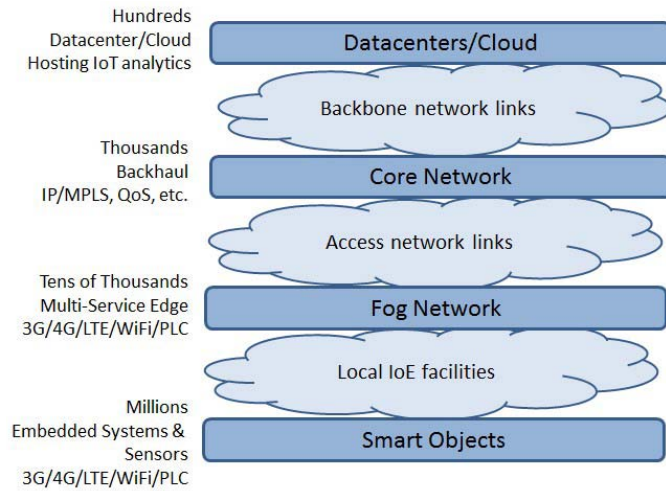 Hundreds
Datacenter/Cloud
Hosting IoT analytics
Datacenters/Cloud
Backbone network links
Thousands
Backhaul
IP/MPLS, QoS, etc.
Core Network
Access network links
Tens of Thousands
Multi-Service Edge
3G/4G/LTE/WiFi/PLC
Fog Network
Local IoE facilities
Millions
Embedded Systems &
Sensors
3G/4G/LTE/WiFi/PLC
Smart Objects